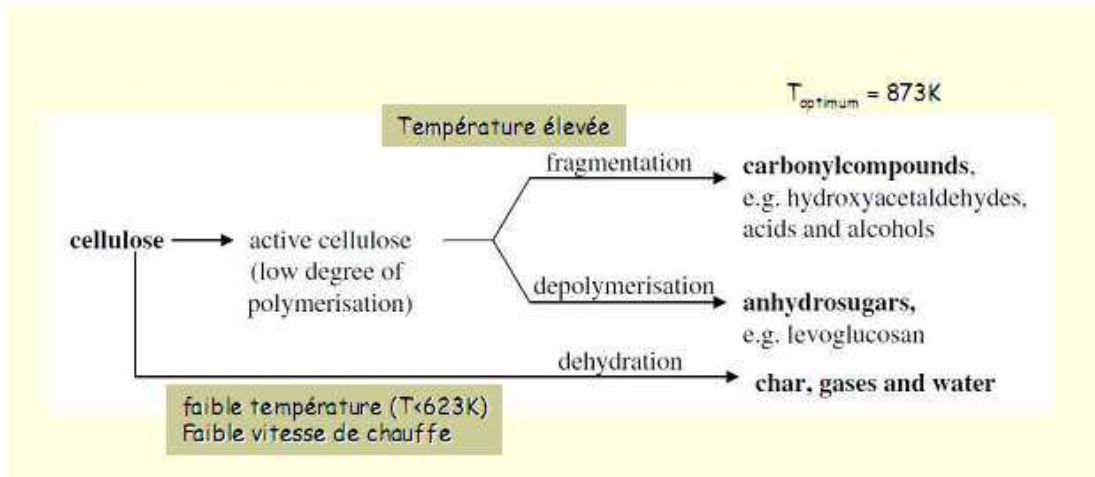 T_optimum = 873K
Température élevée
fragmentation
carbonylcompounds,
e.g. hydroxyacetaldehydes,
acids and alcohols
cellulose
active cellulose
(low degree of
polymerisation)
depolymerisation
anhydrosugars,
e.g. levoglucosan
dehydration
char, gases and water
faible température (T<623K)
Faible vitesse de chauffe